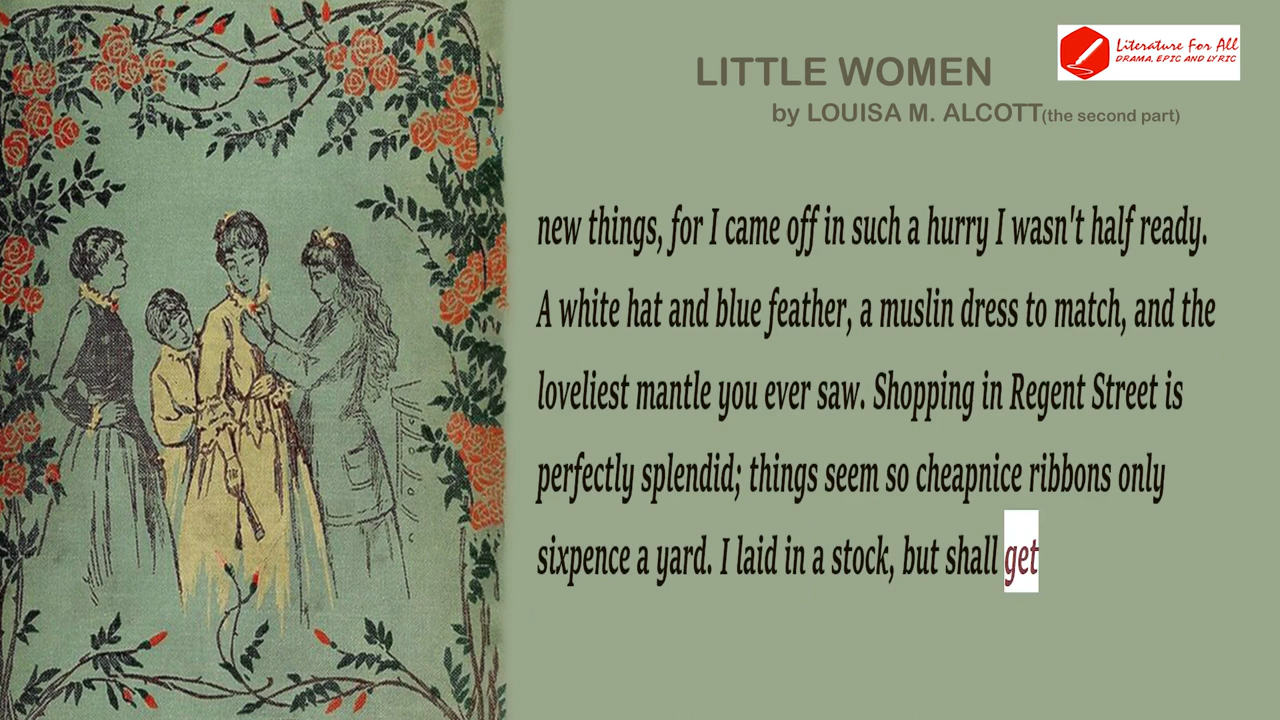 LITTLE WOMEN
by LOUISA M. ALCOTT(the second part)
Literature For All
DRAMA, EPIC AND LYRIC
new things, for I came off in such a hurry I wasn't half ready.
A white hat and blue feather, a muslin dress to match, and the
loveliest mantle you ever saw. Shopping in Regent Street is
perfectly splendid; things seem so cheapnice ribbons only
sixpence a yard. I laid in a stock, but shall get